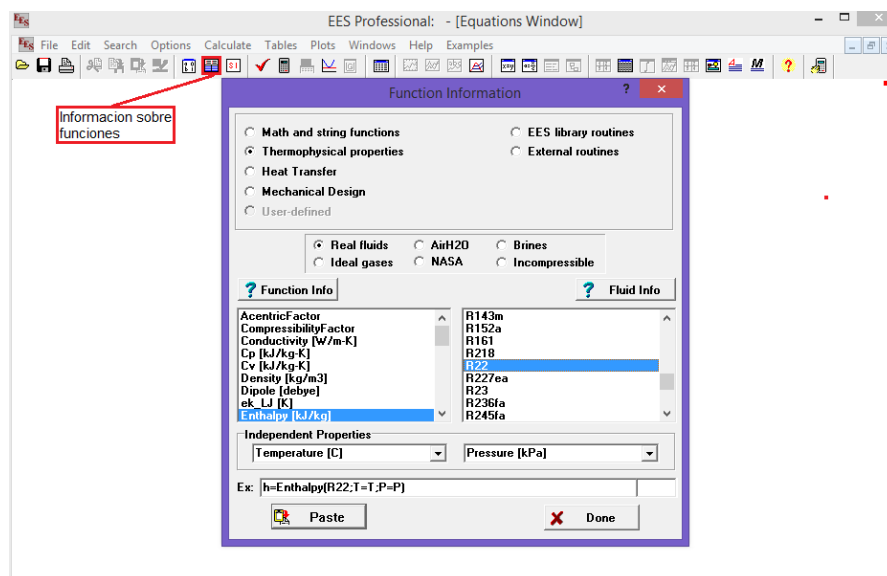 EES Professional: - [Equations Window]
File Edit Search Options Calculate Tables Plots Windows Help Examples
Informacion sobre
funciones
Function Information
Math and string functions
EES library routines
Thermophysical properties
External routines
Heat Transfer
Mechanical Design
User-defined
Real fluids
AirH2O
Brines
Ideal gases
NASA
Incompressible
? Function Info
? Fluid Info
AcentricFactor
CompressibilityFactor
Conductivity [W/m-K]
Cp [kJ/kg-K]
Cv [kJ/kg-K]
Density [kg/m3]
Dipole [debye]
ek_LJ [K]
Enthalpy [kJ/kg]
R143m
R152a
R161
R218
R22
R227ea
R23
R236fa
R245fa
Independent Properties
Temperature [C]
Pressure [kPa]
Ex: h=Enthalpy(R22;T=T;P=P)
Paste
Done